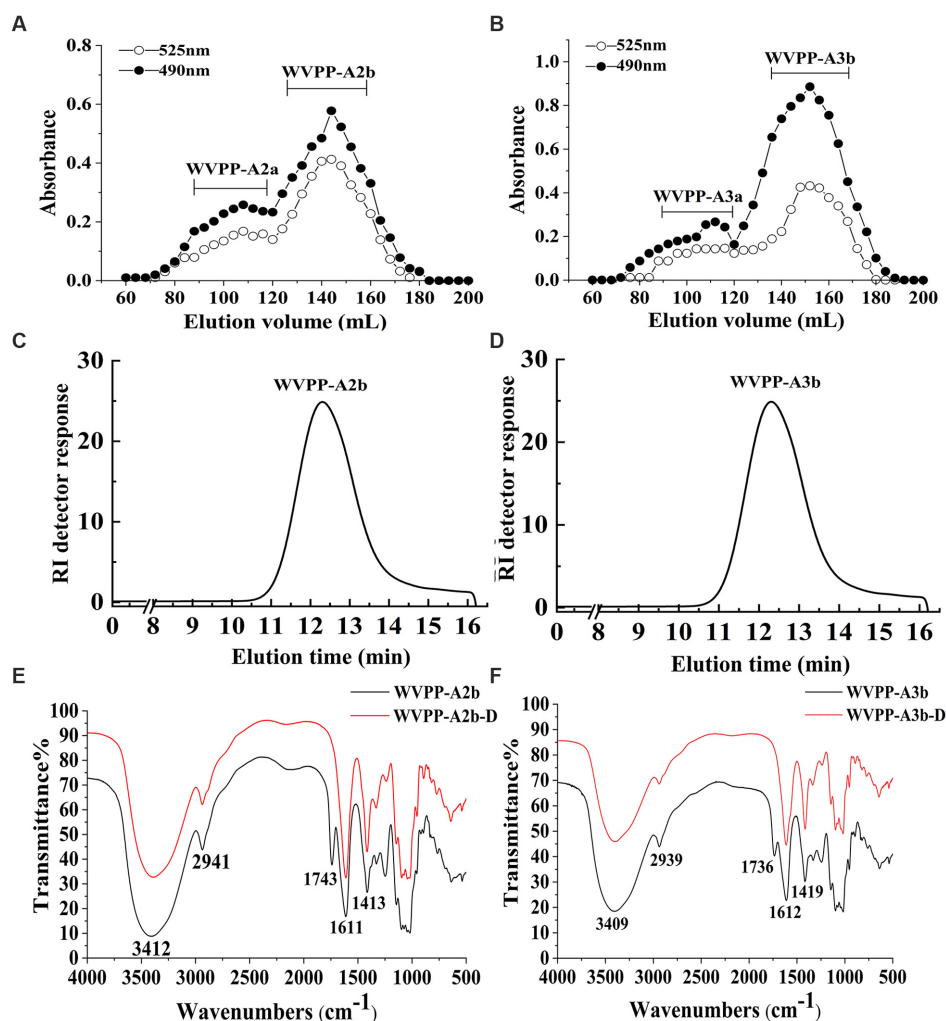 A
525nm
490nm
WVPP-A2b
WVPP-A2a
Absorbance
0.8
0.6
0.4
0.2
0.0
60 80 100 120 140 160 200
Elution volume (mL)
B
525nm
490nm
WVPP-A3b
WVPP-A3a
Absorbance
1.0
0.8
0.6
0.4
0.2
0.0
60 80 100 120 140 160 180 200
Elution volume (mL)
C
WVPP-A2b
RI detector response
30
20
10
0
0 8 9 10 11 12 13 14 15 16
Elution time (min)
D
WVPP-A3b
RI detector response
30
20
10
0
0 8 9 10 11 12 13 14 15 16
Elution time (min)
E
WVPP-A2b
WVPP-A2b-D
Transmittance%
100
90
80
70
60
50
40
30
20
10
0
3412
2941
1743
1611
1413
4000 3500 3000 2500 2000 1500 1000 500
Wavenumbers (cm-1)
F
WVPP-A3b
WVPP-A3b-D
Transmittance%
100
90
80
70
60
50
40
30
20
10
0
3409
2939
1736
1612
1419
4000 3500 3000 2500 2000 1500 1000 500
Wavenumbers (cm-1)